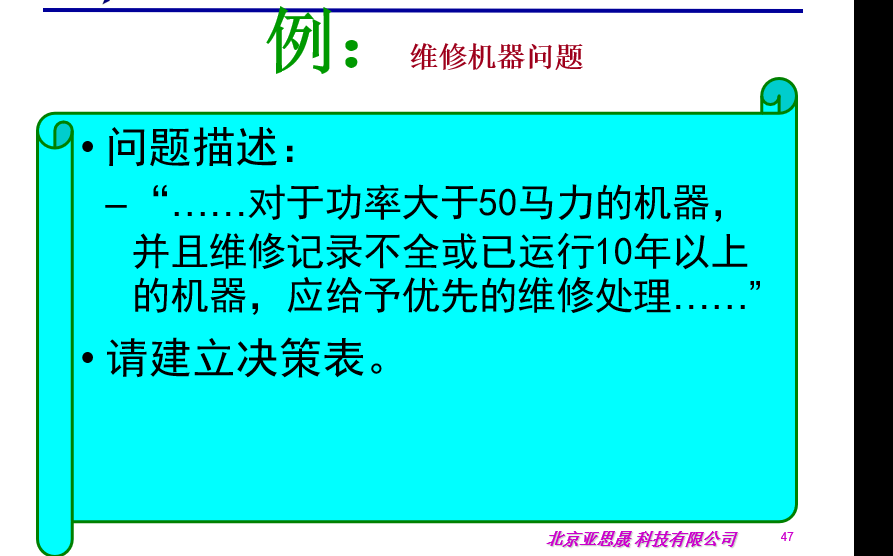 例： 维修机器问题
• 问题描述：
– “……对于功率大于50马力的机器，
并且维修记录不全或已运行10年以上
的机器，应给予优先的维修处理……”
• 请建立决策表。
北京亚思晟科技有限公司 47